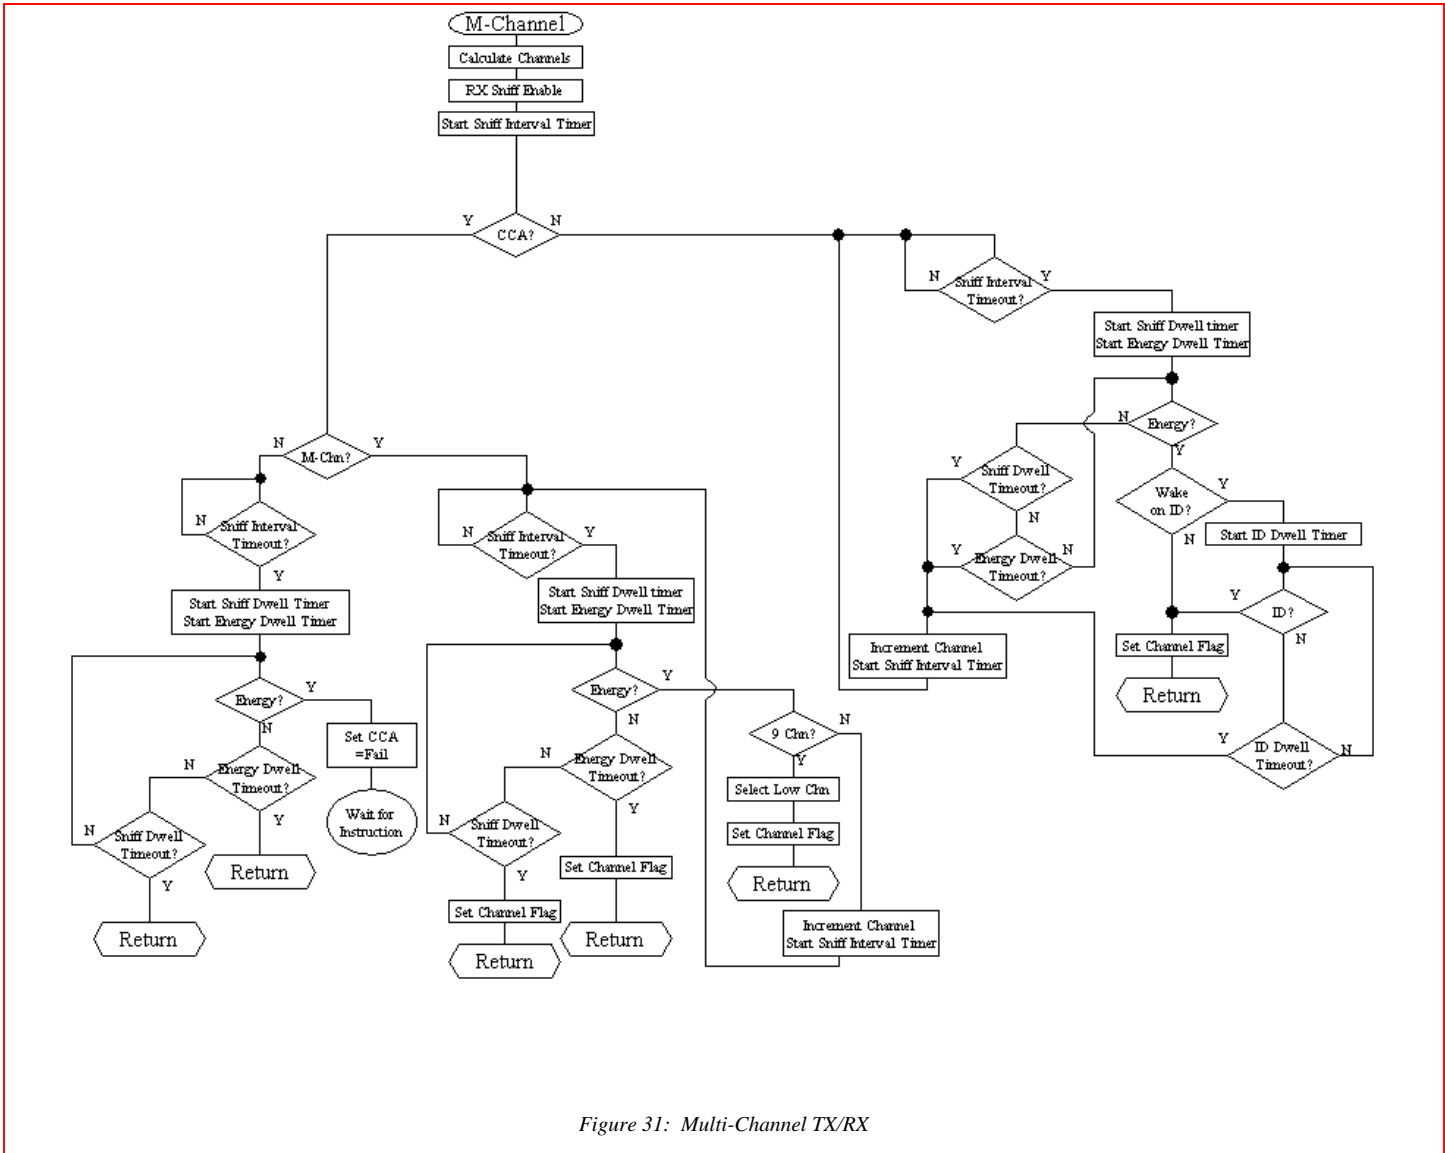 M-Channel
Calculate Channels
RX Sniff Enable
Start Sniff Interval Timer
Y
N
CCA?
N
Sniff Interval
Timeout?
Y
Start Sniff Dwell timer
Start Energy Dwell Timer
N
Energy?
Y
Y
Sniff Dwell
Timeout?
N
Wake
on ID?
Y
N
Start ID Dwell Timer
Y
Energy Dwell
Timeout?
N
Y
ID?
N
Increment Channel
Start Sniff Interval Timer
Set Channel Flag
Return
Y
ID Dwell
Timeout?
N
N
M-Chn?
Y
N
Sniff Interval
Timeout?
Y
Start Sniff Dwell Timer
Start Energy Dwell Timer
Energy?
Y
N
Set CCA
=Fail
Wait for
Instruction
N
Energy Dwell
Timeout?
Y
Return
N
Sniff Dwell
Timeout?
Y
Return
N
Sniff Interval
Timeout?
Y
Start Sniff Dwell timer
Start Energy Dwell Timer
Energy?
Y
N
N
Energy Dwell
Timeout?
Y
N
Sniff Dwell
Timeout?
Y
Set Channel Flag
Return
Set Channel Flag
Return
9 Chn?
N
Y
Select Low Chn
Set Channel Flag
Return
Increment Channel
Start Sniff Interval Timer
Figure 31: Multi-Channel TX/RX